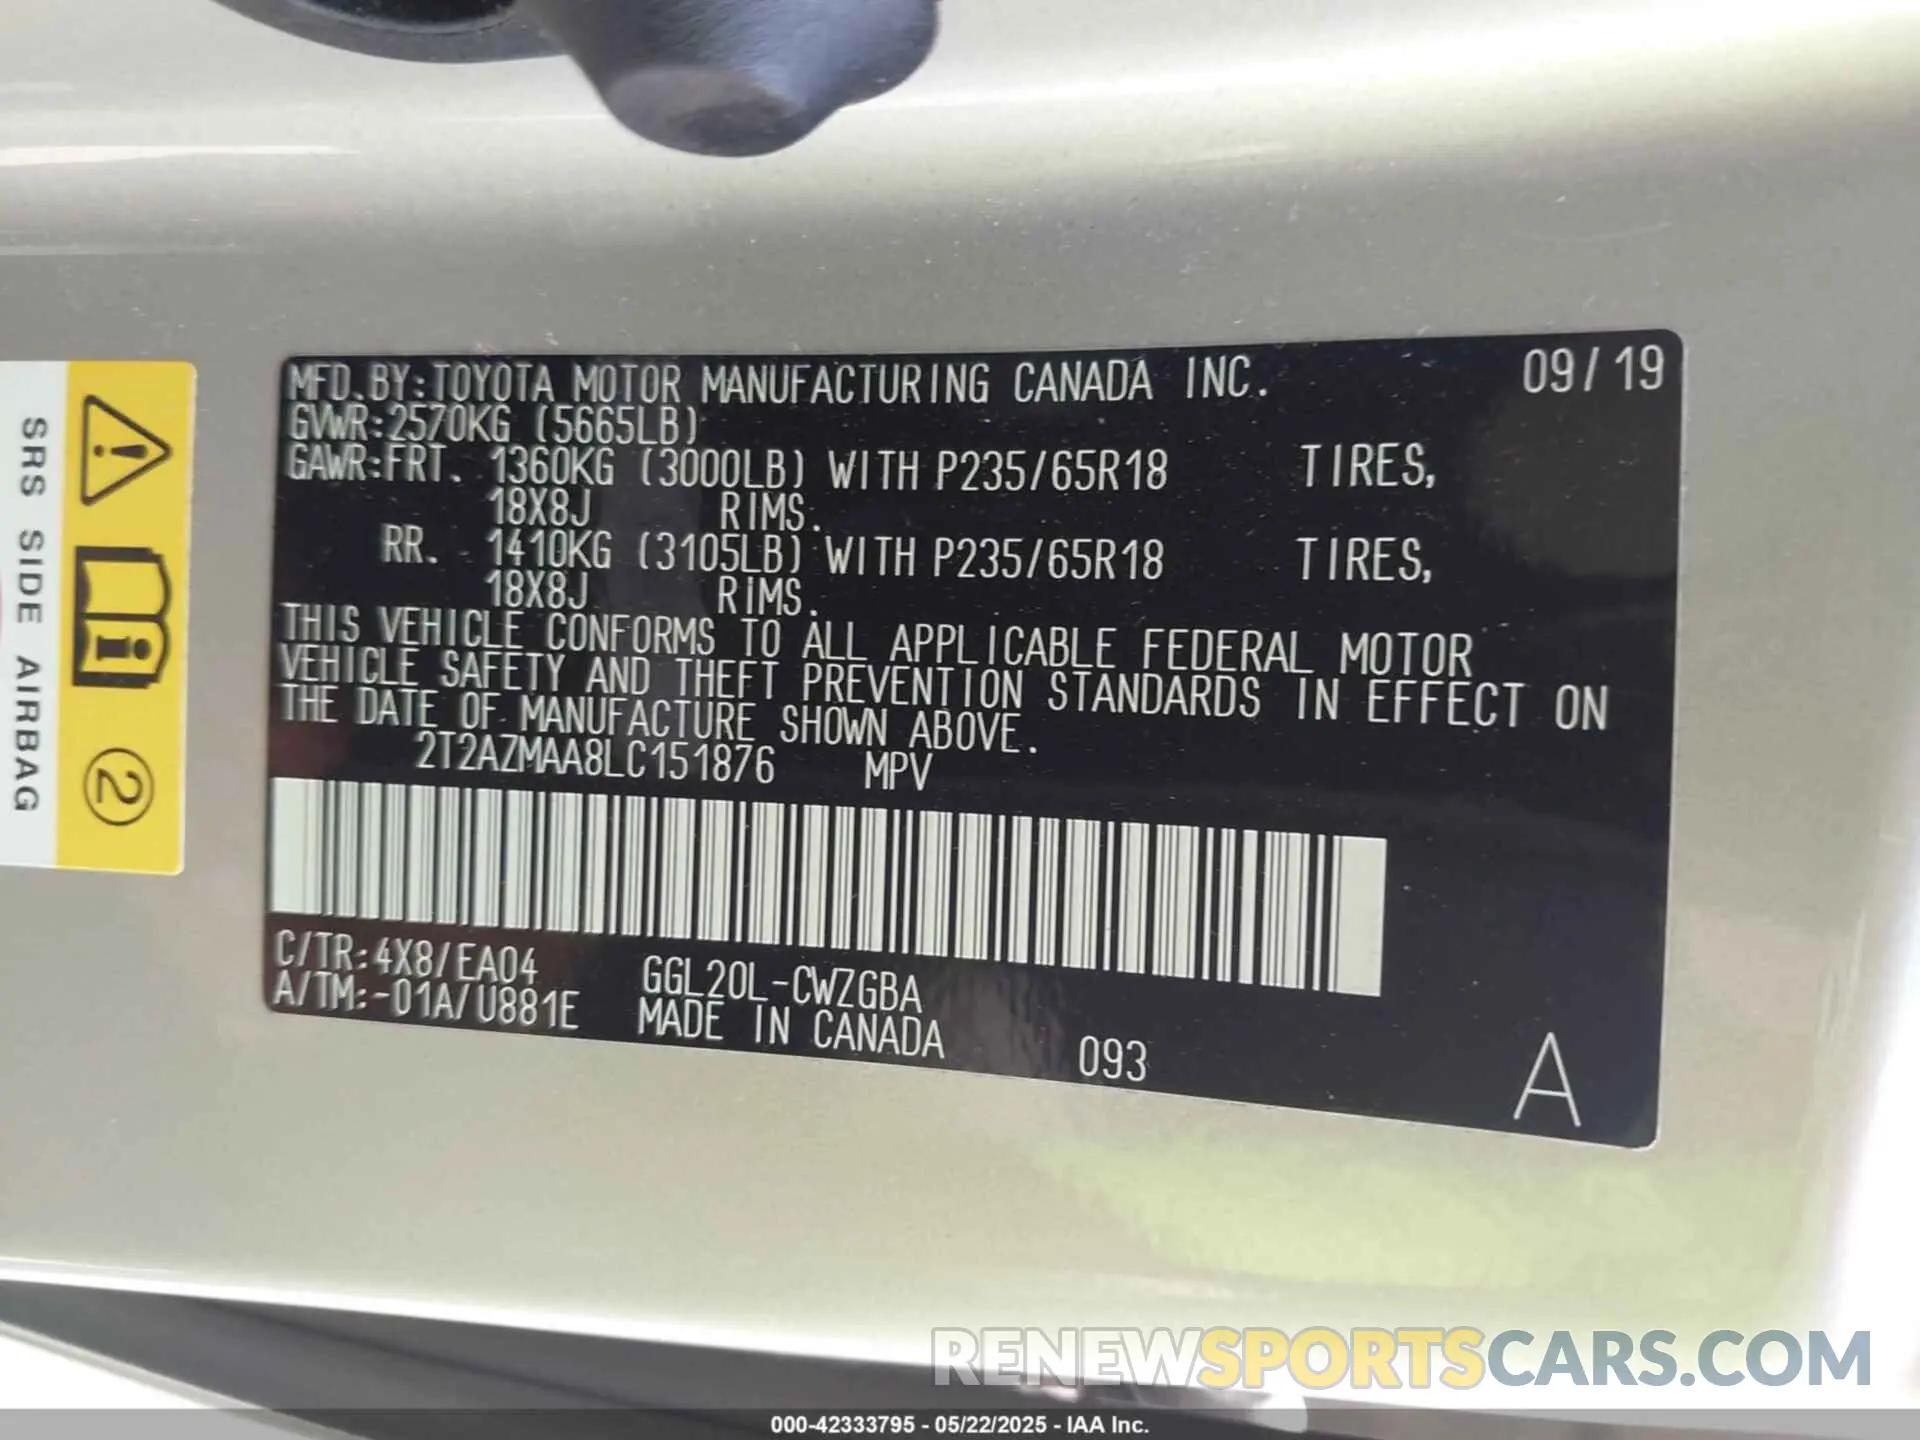 MFD.BY:TOYOTA MOTOR MANUFACTURING CANADA INC. 09/19
GVWR:2570KG (5665LB)
GAWR:FRT. 1360KG (3000LB) WITH P235/65R18 TIRES,
18X8J RIMS.
RR. 1410KG (3105LB) WITH P235/65R18 TIRES,
18X8J RIMS.
THIS VEHICLE CONFORMS TO ALL APPLICABLE FEDERAL MOTOR
VEHICLE SAFETY AND THEFT PREVENTION STANDARDS IN EFFECT ON
THE DATE OF MANUFACTURE SHOWN ABOVE.
2T2AZMAA8LC151876 MPV
C/TR:4X8/EA04 GGL20L-CWZGBA
A/TM:-01A/U881E MADE IN CANADA 093 A
SRS SIDE AIRBAG
2
RENEWSPORTSCARS.COM
000-42333795 - 05/22/2025 - IAA Inc.